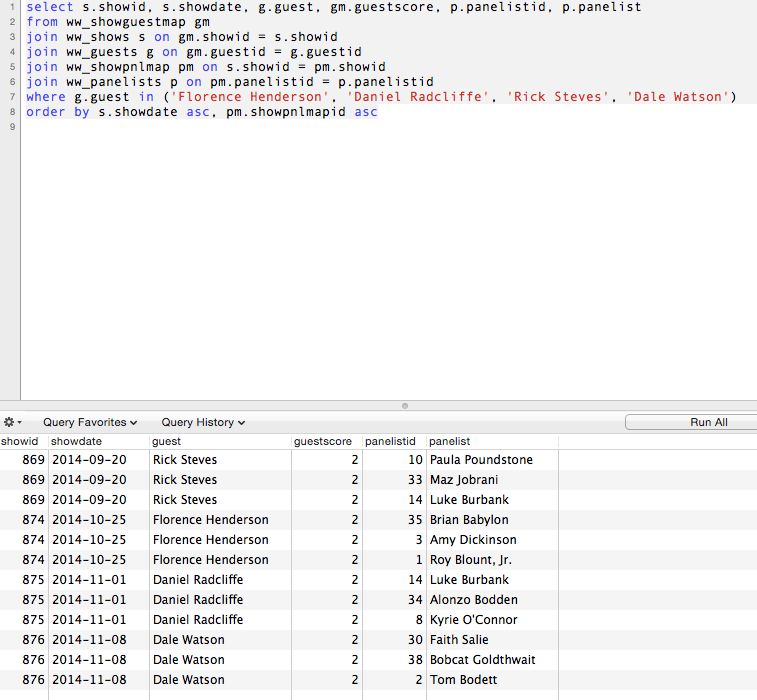 1 select s.showid, s.showdate, g.guest, gm.guestscore, p.panelistid, p.panelist
2 from ww_showguestmap gm
3 join ww_shows s on gm.showid = s.showid
4 join ww_guests g on gm.guestid = g.guestid
5 join ww_showpnlmap pm on s.showid = pm.showid
6 join ww_panelists p on pm.panelistid = p.panelistid
7 where g.guest in ('Florence Henderson', 'Daniel Radcliffe', 'Rick Steves', 'Dale Watson')
8 order by s.showdate asc, pm.showpnlmapid asc
9
Query Favorites Query History Run All
showid showdate guest guestscore panelistid panelist
869 2014-09-20 Rick Steves 2 10 Paula Poundstone
869 2014-09-20 Rick Steves 2 33 Maz Jobrani
869 2014-09-20 Rick Steves 2 14 Luke Burbank
874 2014-10-25 Florence Henderson 2 35 Brian Babylon
874 2014-10-25 Florence Henderson 2 3 Amy Dickinson
874 2014-10-25 Florence Henderson 2 1 Roy Blount, Jr.
875 2014-11-01 Daniel Radcliffe 2 14 Luke Burbank
875 2014-11-01 Daniel Radcliffe 2 34 Alonzo Bodden
875 2014-11-01 Daniel Radcliffe 2 8 Kyrie O'Connor
876 2014-11-08 Dale Watson 2 30 Faith Salie
876 2014-11-08 Dale Watson 2 38 Bobcat Goldthwait
876 2014-11-08 Dale Watson 2 2 Tom Bodett